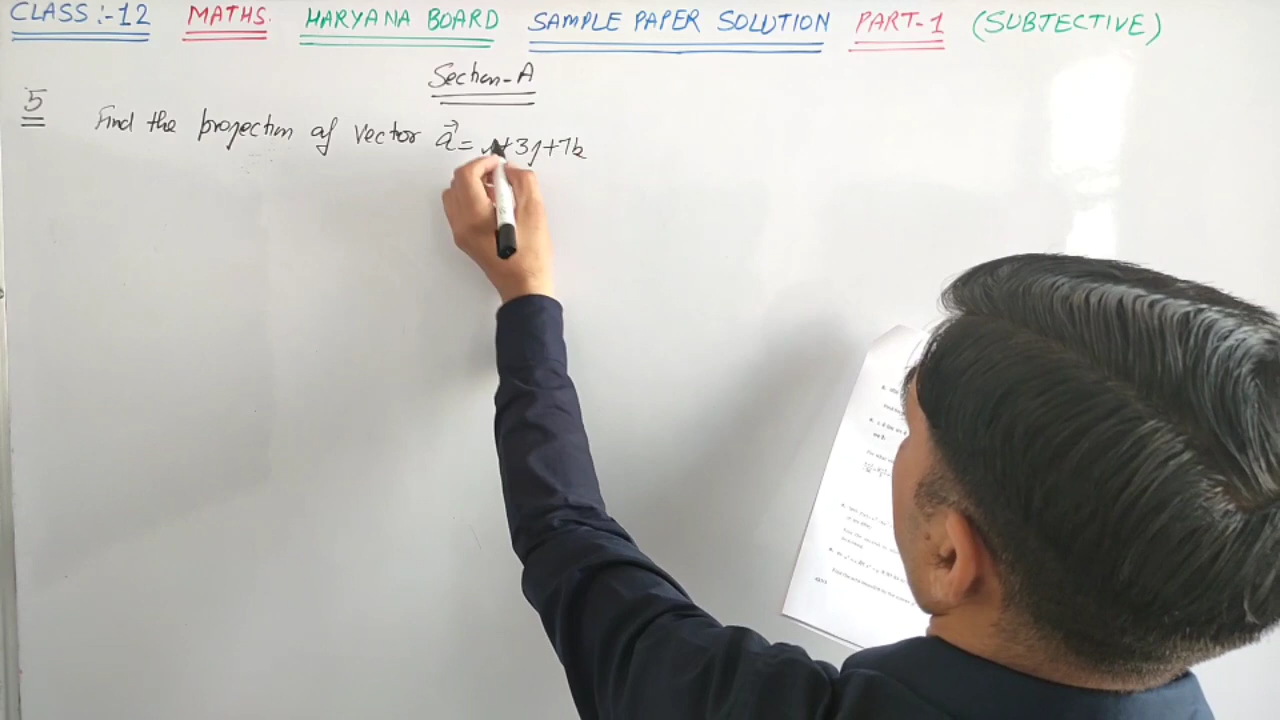 CLASS :- 12 MATHS. HARYANA BOARD SAMPLE PAPER SOLUTION PART-1 (SUBJECTIVE)
Section-A
5 Find the projection of vector a⃗ = i+3j+7k